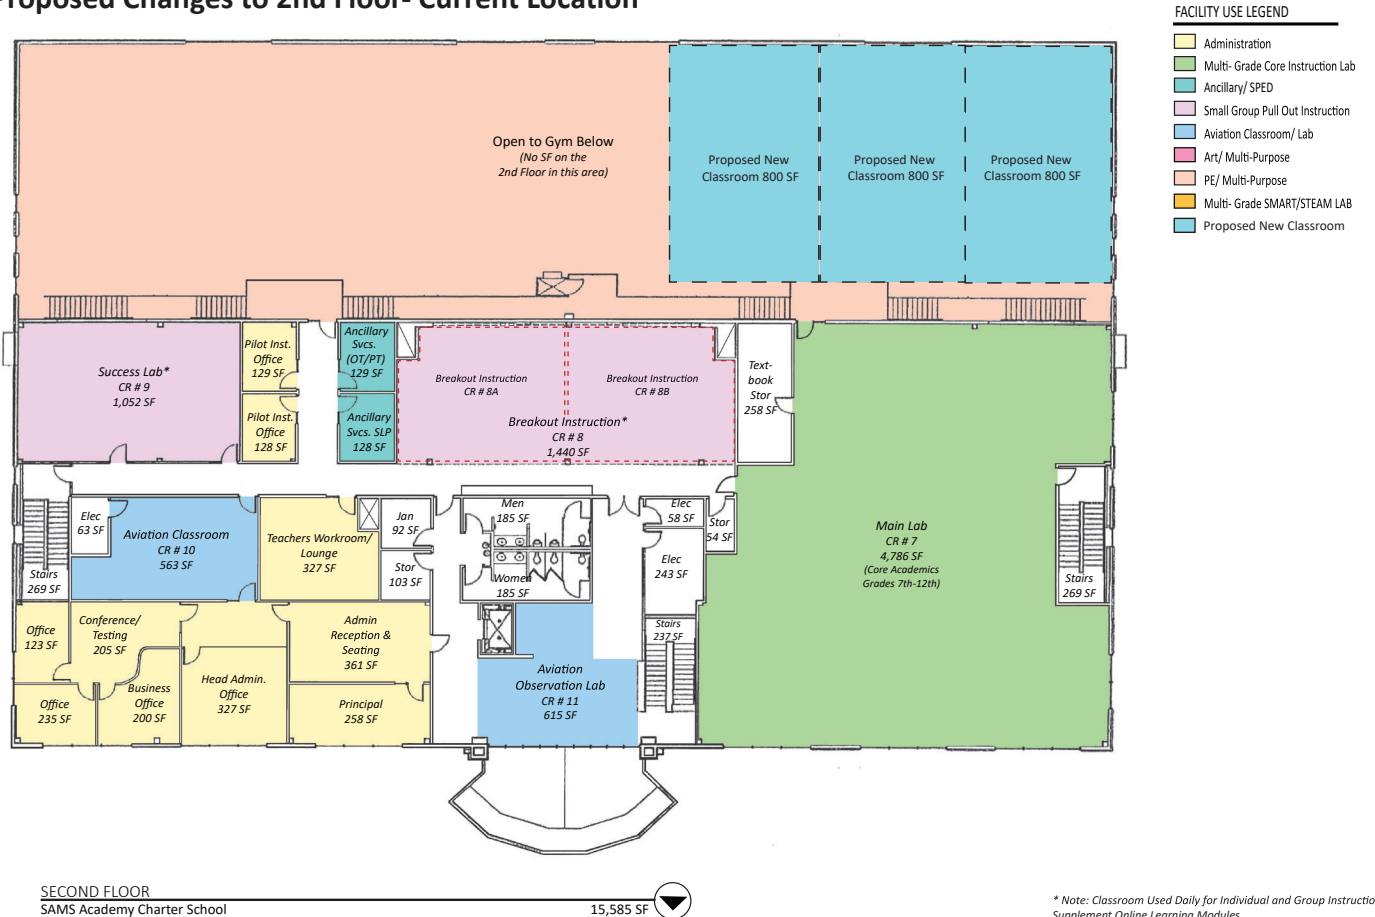 Proposed Changes to 2nd Floor- Current Location
FACILITY USE LEGEND
Administration
Multi- Grade Core Instruction Lab
Ancillary/ SPED
Small Group Pull Out Instruction
Aviation Classroom/ Lab
Art/ Multi-Purpose
PE/ Multi-Purpose
Multi- Grade SMART/STEAM LAB
Proposed New Classroom
Open to Gym Below
(No SF on the
2nd Floor in this area)
Proposed New
Classroom 800 SF
Proposed New
Classroom 800 SF
Proposed New
Classroom 800 SF
Success Lab*
CR # 9
1,052 SF
Pilot Inst.
Office
129 SF
Pilot Inst.
Office
128 SF
Ancillary
Svcs.
(OT/PT)
129 SF
Ancillary
Svcs. SLP
128 SF
Breakout Instruction
CR # 8A
Breakout Instruction
CR # 8B
Breakout Instruction*
CR # 8
1,440 SF
Text-
book
Stor
258 SF
Main Lab
CR # 7
4,786 SF
(Core Academics
Grades 7th-12th)
Stairs
269 SF
Elec
63 SF
Aviation Classroom
CR # 10
563 SF
Teachers Workroom/
Lounge
327 SF
Jan
92 SF
Stor
103 SF
Men
185 SF
Women
185 SF
Elec
58 SF
Stor
54 SF
Elec
243 SF
Stairs
237 SF
Stairs
269 SF
Office
123 SF
Conference/
Testing
205 SF
Admin
Reception &
Seating
361 SF
Office
235 SF
Business
Office
200 SF
Head Admin.
Office
327 SF
Principal
258 SF
Aviation
Observation Lab
CR # 11
615 SF
SECOND FLOOR
SAMS Academy Charter School
15,585 SF
* Note: Classroom Used Daily for Individual and Group Instructio
Supplement Online Learning Modules